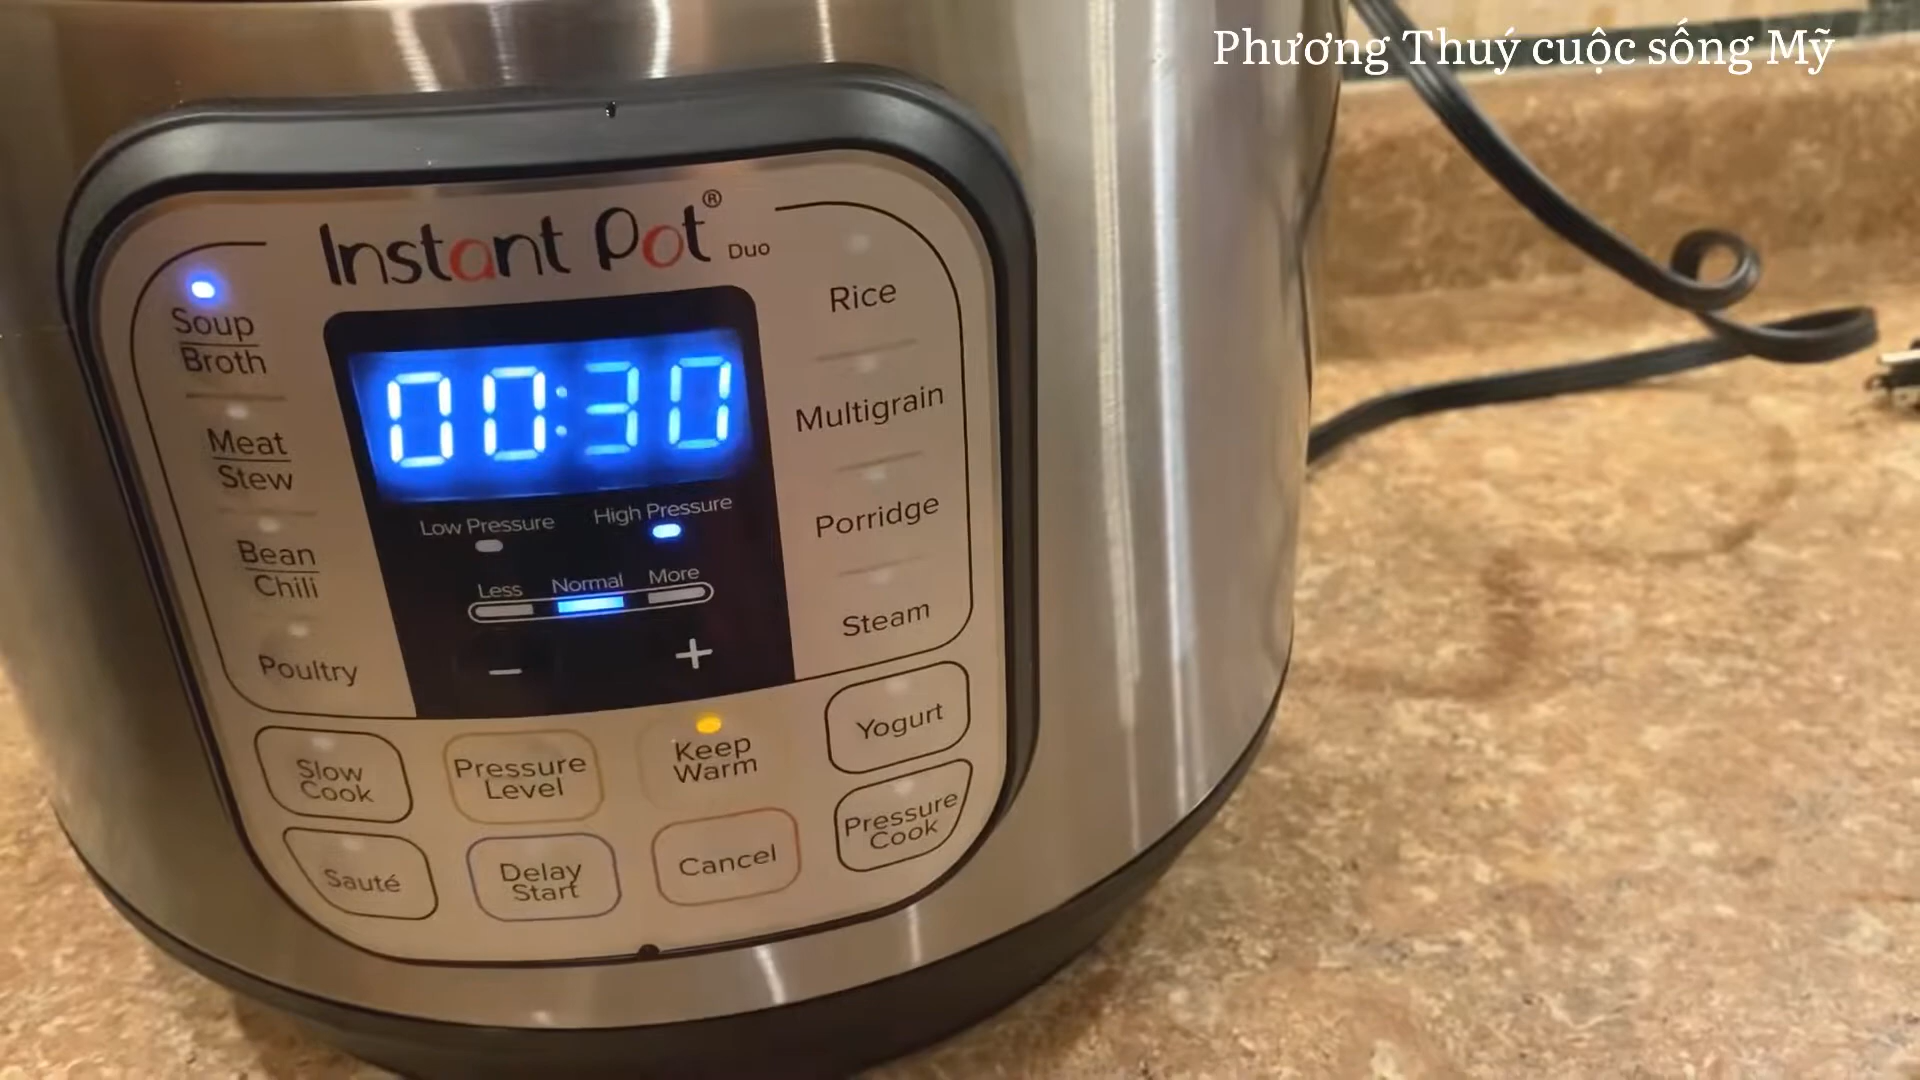 Phương Thuý cuộc sống Mỹ
Instant Pot® Duo
Soup
Broth
Meat
Stew
Bean
Chili
Poultry
00:30
Low Pressure High Pressure
Less Normal More
− +
Rice
Multigrain
Porridge
Steam
Slow
Cook
Pressure
Level
Keep
Warm
Yogurt
Sauté
Delay
Start
Cancel
Pressure
Cook